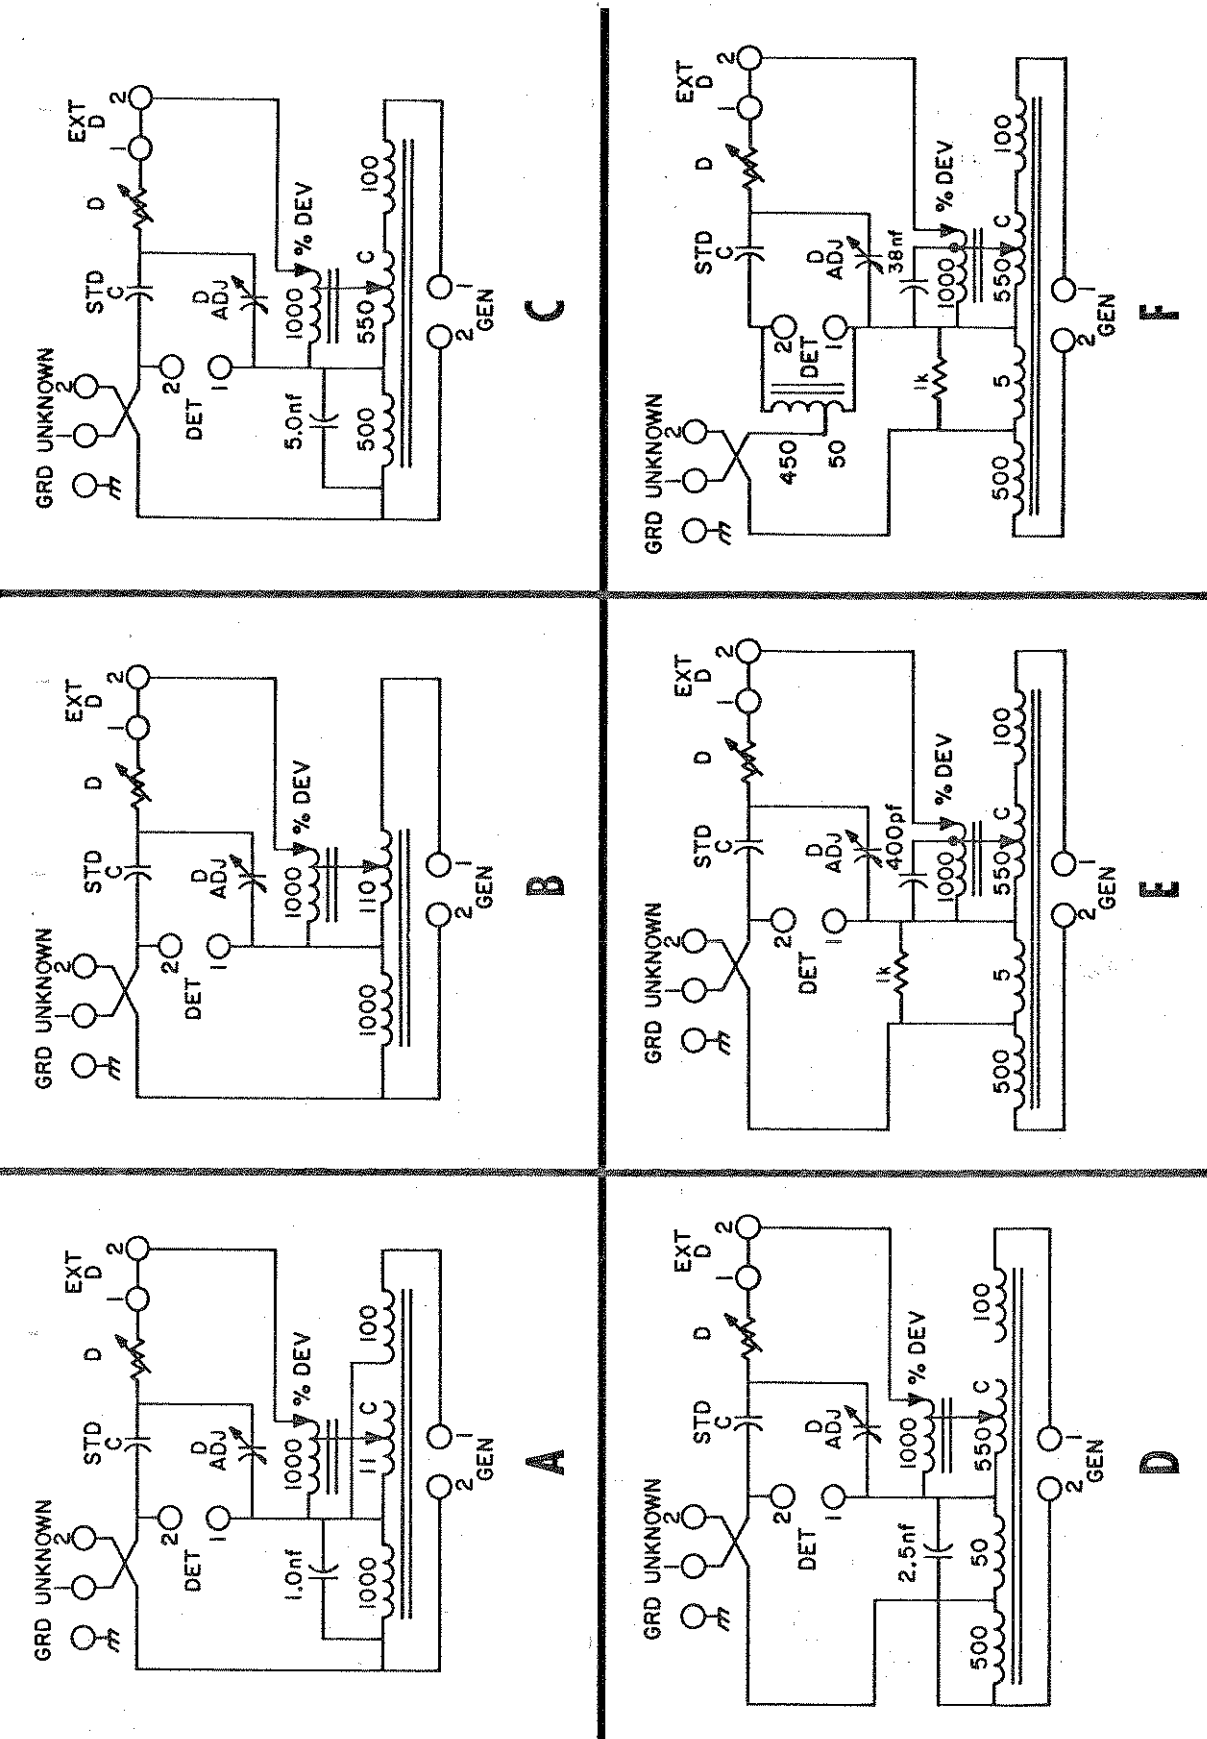 GRD UNKNOWN
1 2
STD
C
D
EXT
D
1 2
DET
2
1
D
ADJ
1.0nf
1000
% DEV
1000
11
C
100
2 1
GEN
A
GRD UNKNOWN
1 2
STD
C
D
EXT
D
1 2
DET
2
1
D
ADJ
1000
% DEV
1000
110
2 1
GEN
B
GRD UNKNOWN
1 2
STD
C
D
EXT
D
1 2
DET
2
1
D
ADJ
5.0nf
1000
% DEV
500
550
C
100
2 1
GEN
C
GRD UNKNOWN
1 2
STD
C
D
EXT
D
1 2
DET
2
1
D
ADJ
2.5nf
1000
% DEV
500
50
550
C
100
2 1
GEN
D
GRD UNKNOWN
1 2
STD
C
D
EXT
D
1 2
DET
2
1
D
ADJ
1k
400pf
1000
% DEV
500
5
550
C
100
2 1
GEN
E
GRD UNKNOWN
1 2
STD
C
D
EXT
D
1 2
450
50
DET
2
1
D
ADJ
1k
38nf
1000
% DEV
500
5
550
C
100
2 1
GEN
F